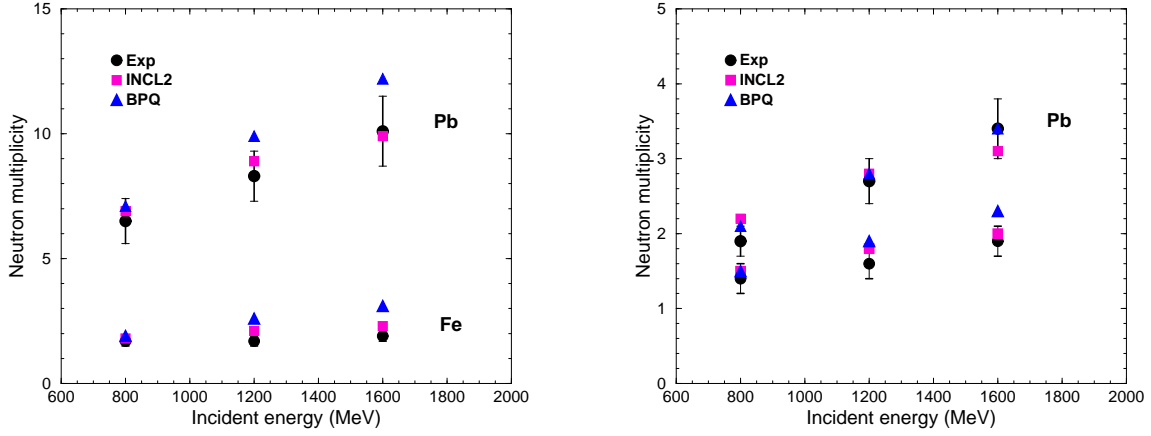 15
10
5
0
Neutron multiplicity
Exp
INCL2
BPQ
Pb
Fe
600 800 1000 1200 1400 1600 1800 2000
Incident energy (MeV)
5
4
3
2
1
0
Neutron multiplicity
Exp
INCL2
BPQ
Pb
600 800 1000 1200 1400 1600 1800 2000
Incident energy (MeV)